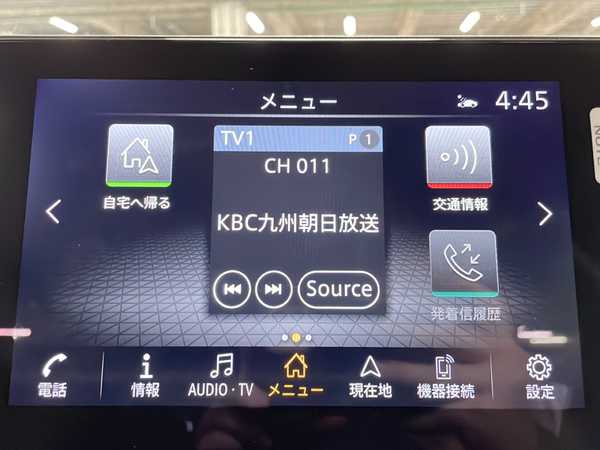 メニュー
4:45
自宅へ帰る
TV1 P 1
CH 011
KBC九州朝日放送
Source
交通情報
発着信履歴
電話
情報
AUDIO・TV
メニュー
現在地
機器接続
設定
NOTE